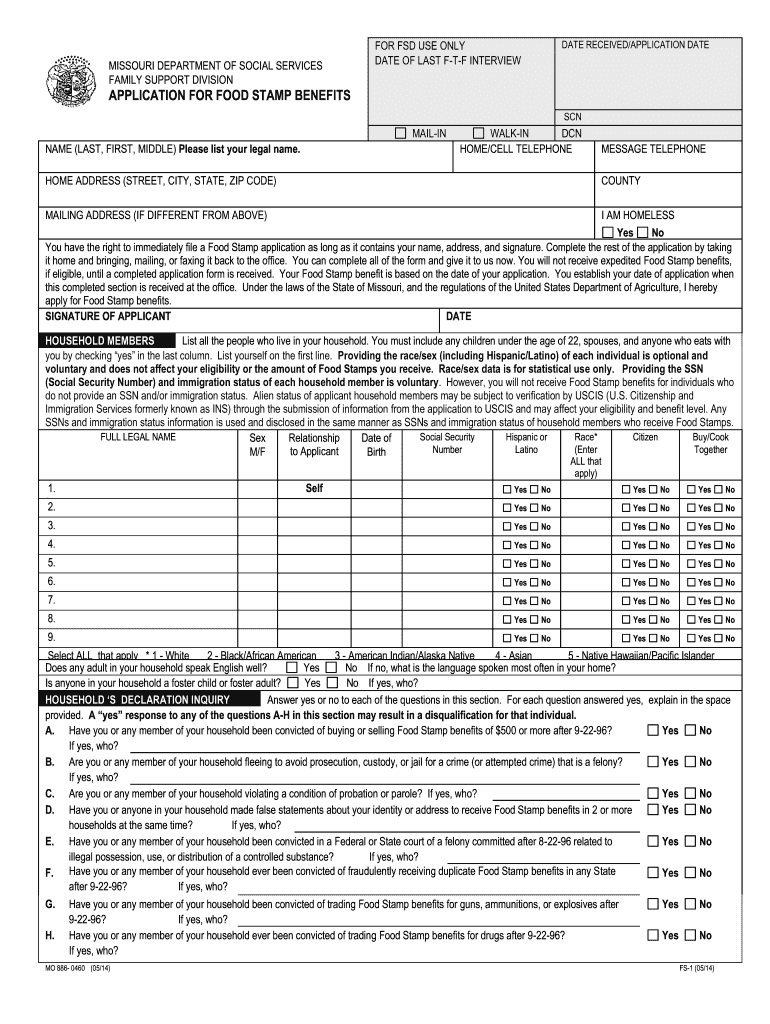 MISSOURI DEPARTMENT OF SOCIAL SERVICES
FAMILY SUPPORT DIVISION
APPLICATION FOR FOOD STAMP BENEFITS
FOR FSD USE ONLY
DATE OF LAST F-T-F INTERVIEW
DATE RECEIVED/APPLICATION DATE
SCN
☐ MAIL-IN ☐ WALK-IN DCN
NAME (LAST, FIRST, MIDDLE) Please list your legal name. HOME/CELL TELEPHONE MESSAGE TELEPHONE
HOME ADDRESS (STREET, CITY, STATE, ZIP CODE) COUNTY
MAILING ADDRESS (IF DIFFERENT FROM ABOVE) I AM HOMELESS
☐ Yes ☐ No
You have the right to immediately file a Food Stamp application as long as it contains your name, address, and signature. Complete the rest of the application by taking
it home and bringing, mailing, or faxing it back to the office. You can complete all of the form and give it to us now. You will not receive expedited Food Stamp benefits,
if eligible, until a completed application form is received. Your Food Stamp benefit is based on the date of your application. You establish your date of application when
this completed section is received at the office. Under the laws of the State of Missouri, and the regulations of the United States Department of Agriculture, I hereby
apply for Food Stamp benefits.
SIGNATURE OF APPLICANT DATE
HOUSEHOLD MEMBERS List all the people who live in your household. You must include any children under the age of 22, spouses, and anyone who eats with
you by checking “yes” in the last column. List yourself on the first line. Providing the race/sex (including Hispanic/Latino) of each individual is optional and
voluntary and does not affect your eligibility or the amount of Food Stamps you receive. Race/sex data is for statistical use only. Providing the SSN
(Social Security Number) and immigration status of each household member is voluntary. However, you will not receive Food Stamp benefits for individuals who
do not provide an SSN and/or immigration status. Alien status of applicant household members may be subject to verification by USCIS (U.S. Citizenship and
Immigration Services formerly known as INS) through the submission of information from the application to USCIS and may affect your eligibility and benefit level. Any
SSNs and immigration status information is used and disclosed in the same manner as SSNs and immigration status of household members who receive Food Stamps.
FULL LEGAL NAME Sex Relationship Date of Social Security Hispanic or Race* Citizen Buy/Cook
M/F to Applicant Birth Number Latino (Enter Together
ALL that
apply)
1. Self ☐ Yes ☐ No ☐ Yes ☐ No ☐ Yes ☐ No
2. ☐ Yes ☐ No ☐ Yes ☐ No ☐ Yes ☐ No
3. ☐ Yes ☐ No ☐ Yes ☐ No ☐ Yes ☐ No
4. ☐ Yes ☐ No ☐ Yes ☐ No ☐ Yes ☐ No
5. ☐ Yes ☐ No ☐ Yes ☐ No ☐ Yes ☐ No
6. ☐ Yes ☐ No ☐ Yes ☐ No ☐ Yes ☐ No
7. ☐ Yes ☐ No ☐ Yes ☐ No ☐ Yes ☐ No
8. ☐ Yes ☐ No ☐ Yes ☐ No ☐ Yes ☐ No
9. ☐ Yes ☐ No ☐ Yes ☐ No ☐ Yes ☐ No
Select ALL that apply * 1 - White 2 - Black/African American 3 - American Indian/Alaska Native 4 - Asian 5 - Native Hawaiian/Pacific Islander
Does any adult in your household speak English well? ☐ Yes ☐ No If no, what is the language spoken most often in your home?
Is anyone in your household a foster child or foster adult? ☐ Yes ☐ No If yes, who?
HOUSEHOLD ‘S DECLARATION INQUIRY Answer yes or no to each of the questions in this section. For each question answered yes, explain in the space
provided. A “yes” response to any of the questions A-H in this section may result in a disqualification for that individual.
A. Have you or any member of your household been convicted of buying or selling Food Stamp benefits of $500 or more after 9-22-96? ☐ Yes ☐ No
If yes, who?
B. Are you or any member of your household fleeing to avoid prosecution, custody, or jail for a crime (or attempted crime) that is a felony? ☐ Yes ☐ No
If yes, who?
C. Are you or any member of your household violating a condition of probation or parole? If yes, who? ☐ Yes ☐ No
D. Have you or anyone in your household made false statements about your identity or address to receive Food Stamp benefits in 2 or more ☐ Yes ☐ No
households at the same time? If yes, who?
E. Have you or any member of your household been convicted in a Federal or State court of a felony committed after 8-22-96 related to ☐ Yes ☐ No
illegal possession, use, or distribution of a controlled substance? If yes, who?
F. Have you or any member of your household ever been convicted of fraudulently receiving duplicate Food Stamp benefits in any State ☐ Yes ☐ No
after 9-22-96? If yes, who?
G. Have you or any member of your household been convicted of trading Food Stamp benefits for guns, ammunitions, or explosives after ☐ Yes ☐ No
9-22-96? If yes, who?
H. Have you or any member of your household ever been convicted of trading Food Stamp benefits for drugs after 9-22-96? ☐ Yes ☐ No
If yes, who?
MO 886- 0460 (05/14) FS-1 (05/14)